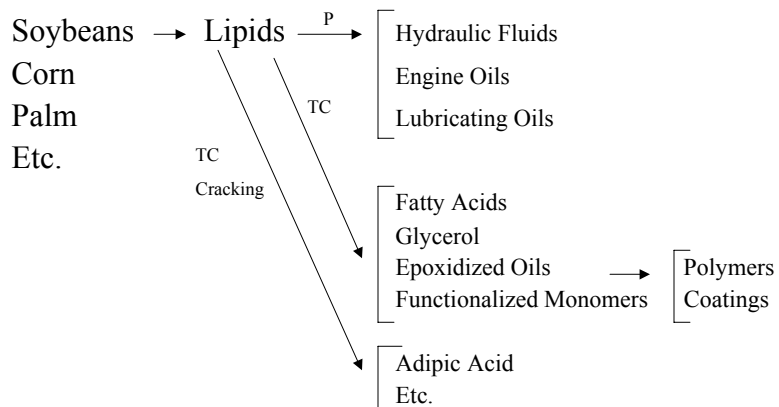 Soybeans
Lipids
P
Hydraulic Fluids
Corn
Engine Oils
Palm
TC
Lubricating Oils
Etc.
TC
Cracking
Fatty Acids
Glycerol
Epoxidized Oils
Polymers
Functionalized Monomers
Coatings
Adipic Acid
Etc.